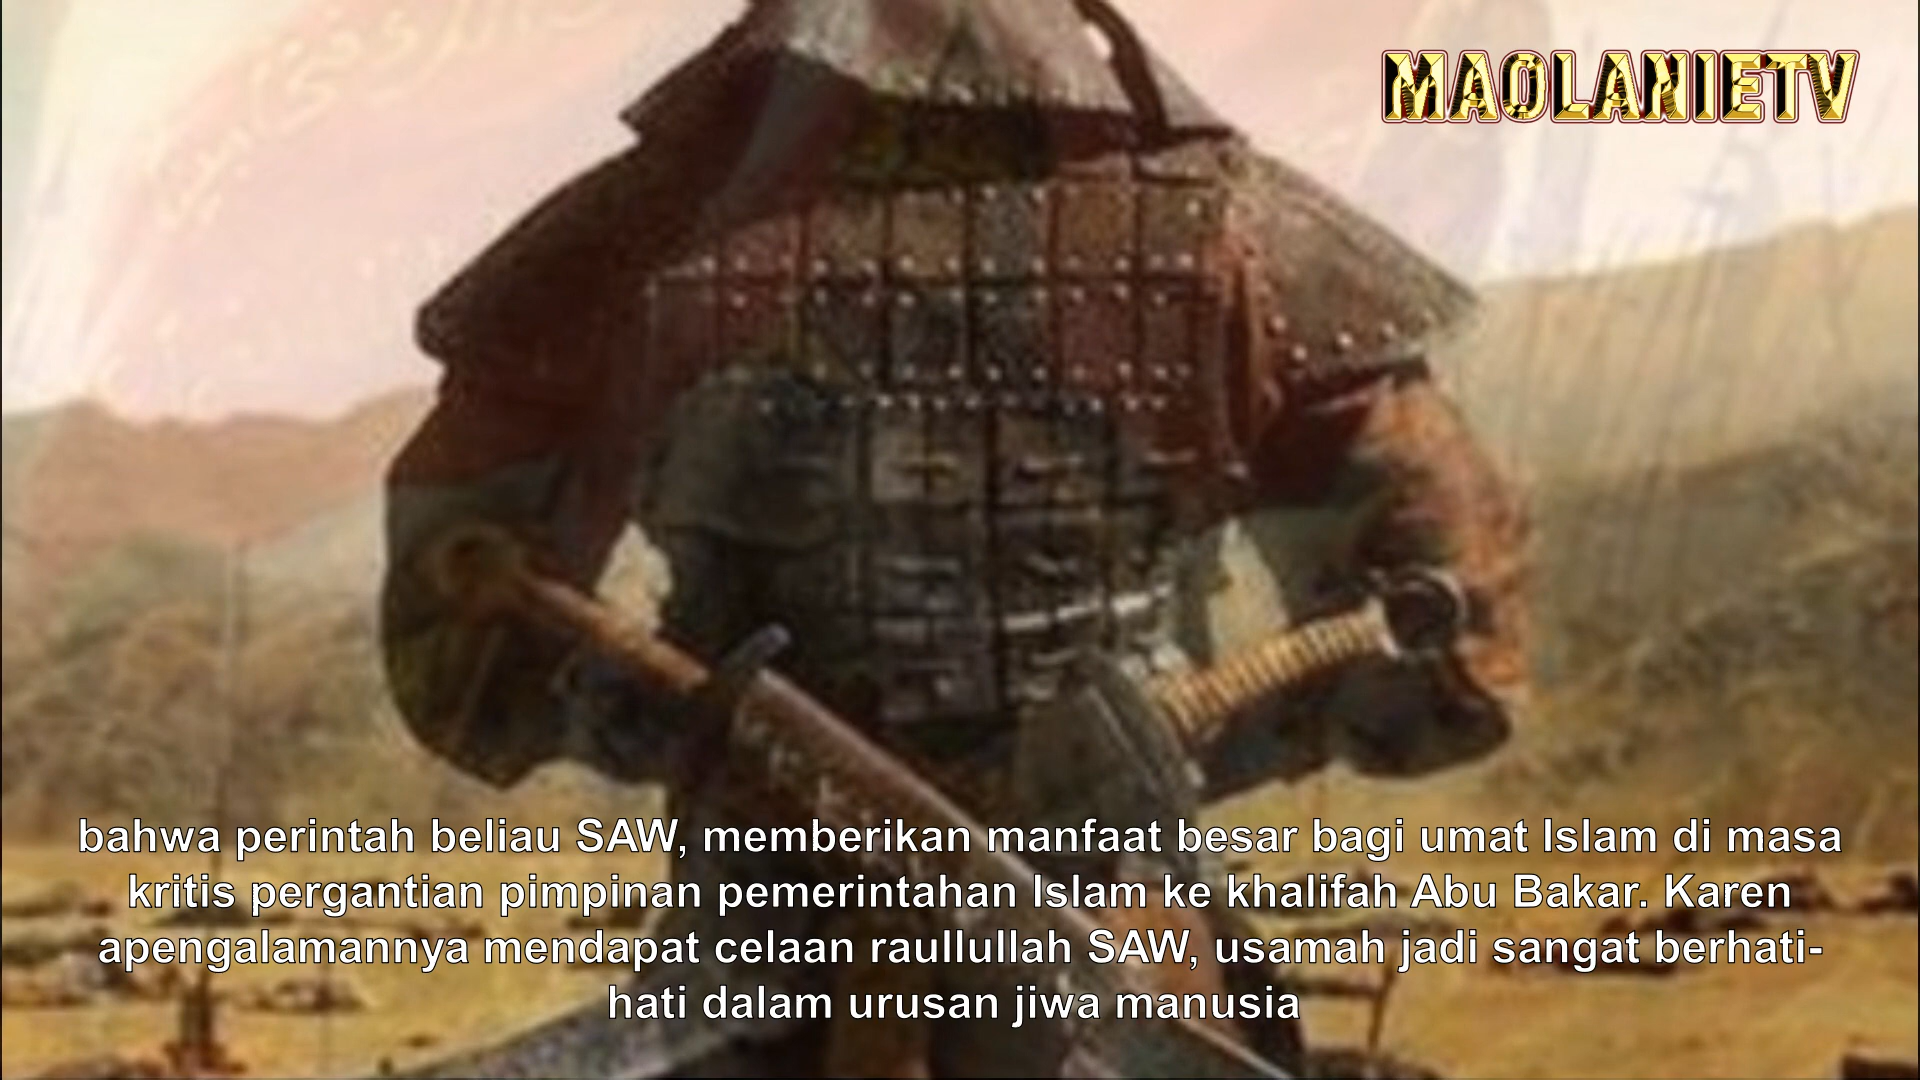 MAOLANIETV
bahwa perintah beliau SAW, memberikan manfaat besar bagi umat Islam di masa
kritis pergantian pimpinan pemerintahan Islam ke khalifah Abu Bakar. Karen
apengalamannya mendapat celaan raullullah SAW, usamah jadi sangat berhati-
hati dalam urusan jiwa manusia